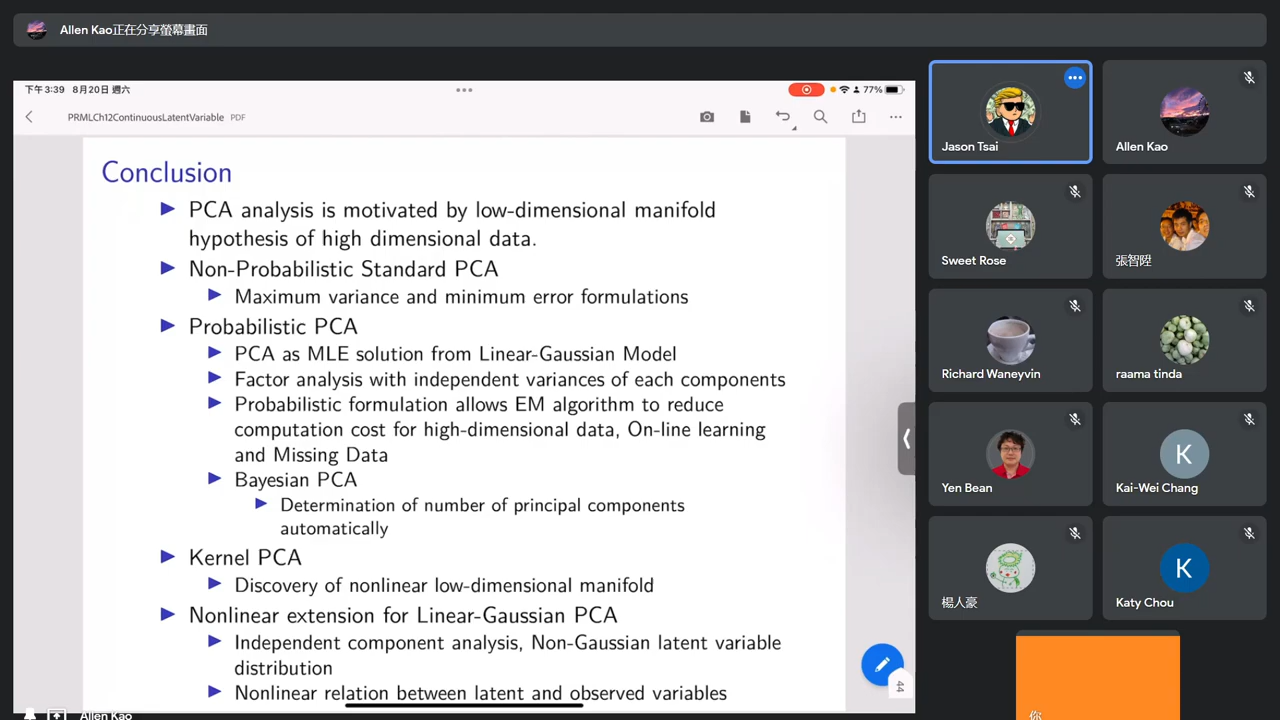 Allen Kao正在分享螢幕畫面
下午3:39 8月20日 週六
77%
PRMLCh12ContinuousLatentVariable PDF
Conclusion
PCA analysis is motivated by low-dimensional manifold
hypothesis of high dimensional data.
Non-Probabilistic Standard PCA
Maximum variance and minimum error formulations
Probabilistic PCA
PCA as MLE solution from Linear-Gaussian Model
Factor analysis with independent variances of each components
Probabilistic formulation allows EM algorithm to reduce
computation cost for high-dimensional data, On-line learning
and Missing Data
Bayesian PCA
Determination of number of principal components
automatically
Kernel PCA
Discovery of nonlinear low-dimensional manifold
Nonlinear extension for Linear-Gaussian PCA
Independent component analysis, Non-Gaussian latent variable
distribution
Nonlinear relation between latent and observed variables
44
Allen Kao
Jason Tsai
Allen Kao
Sweet Rose
張智陞
Richard Waneyvin
raama tinda
Yen Bean
K
Kai-Wei Chang
楊人豪
K
Katy Chou
你